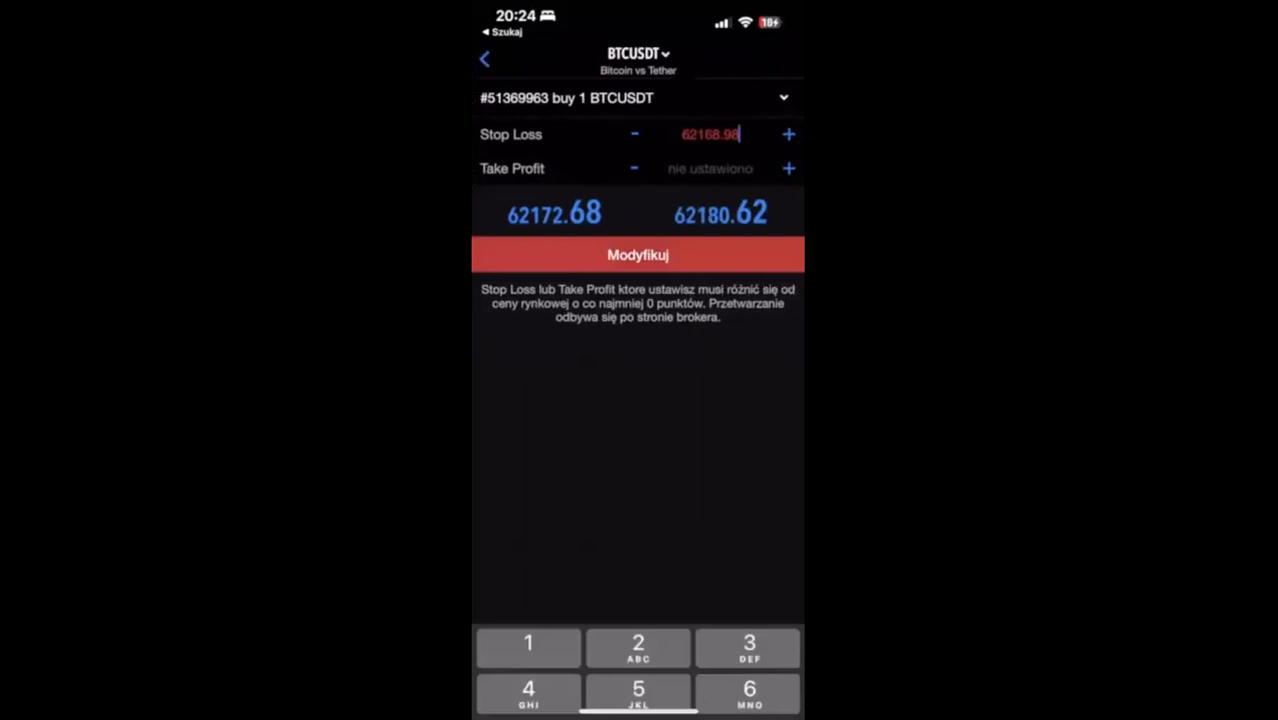 20:24
18
◀ Szukaj
BTCUSDT
Bitcoin vs Tether
#51369963 buy 1 BTCUSDT
Stop Loss - 62168.98 +
Take Profit - nie ustawiono +
62172.68 62180.62
Modyfikuj
Stop Loss lub Take Profit ktore ustawisz musi różnić się od
ceny rynkowej o co najmniej 0 punktów. Przetwarzanie
odbywa się po stronie brokera.
1 2 3
ABC DEF
4 5 6
GHI JKL MNO